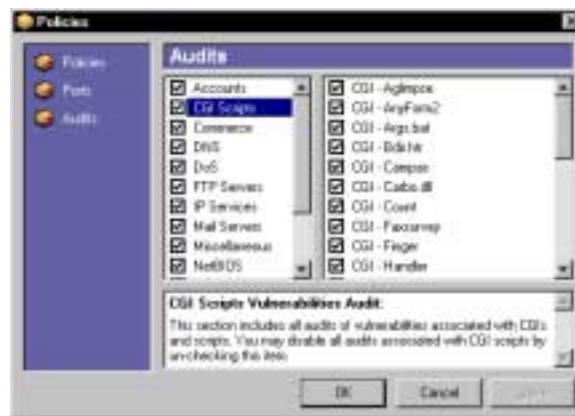 Policies
Policies
Ports
Audits
Audits
Accounts
CGI Scripts
Commerce
DNS
DoS
FTP Servers
IP Services
Mail Servers
Miscellaneous
NetBIOS
CGI - Aglimpse
CGI - AnyForm2
CGI - Args.bat
CGI - Bdir.htr
CGI - Campas
CGI - Carbo.dll
CGI - Count
CGI - Faxsurvey
CGI - Finger
CGI - Handler
CGI Scripts Vulnerabilities Audit:
This section includes all audits of vulnerabilities associated with CGIs
and scripts. You may disable all audits associated with CGI scripts by
un-checking this item.
OK
Cancel